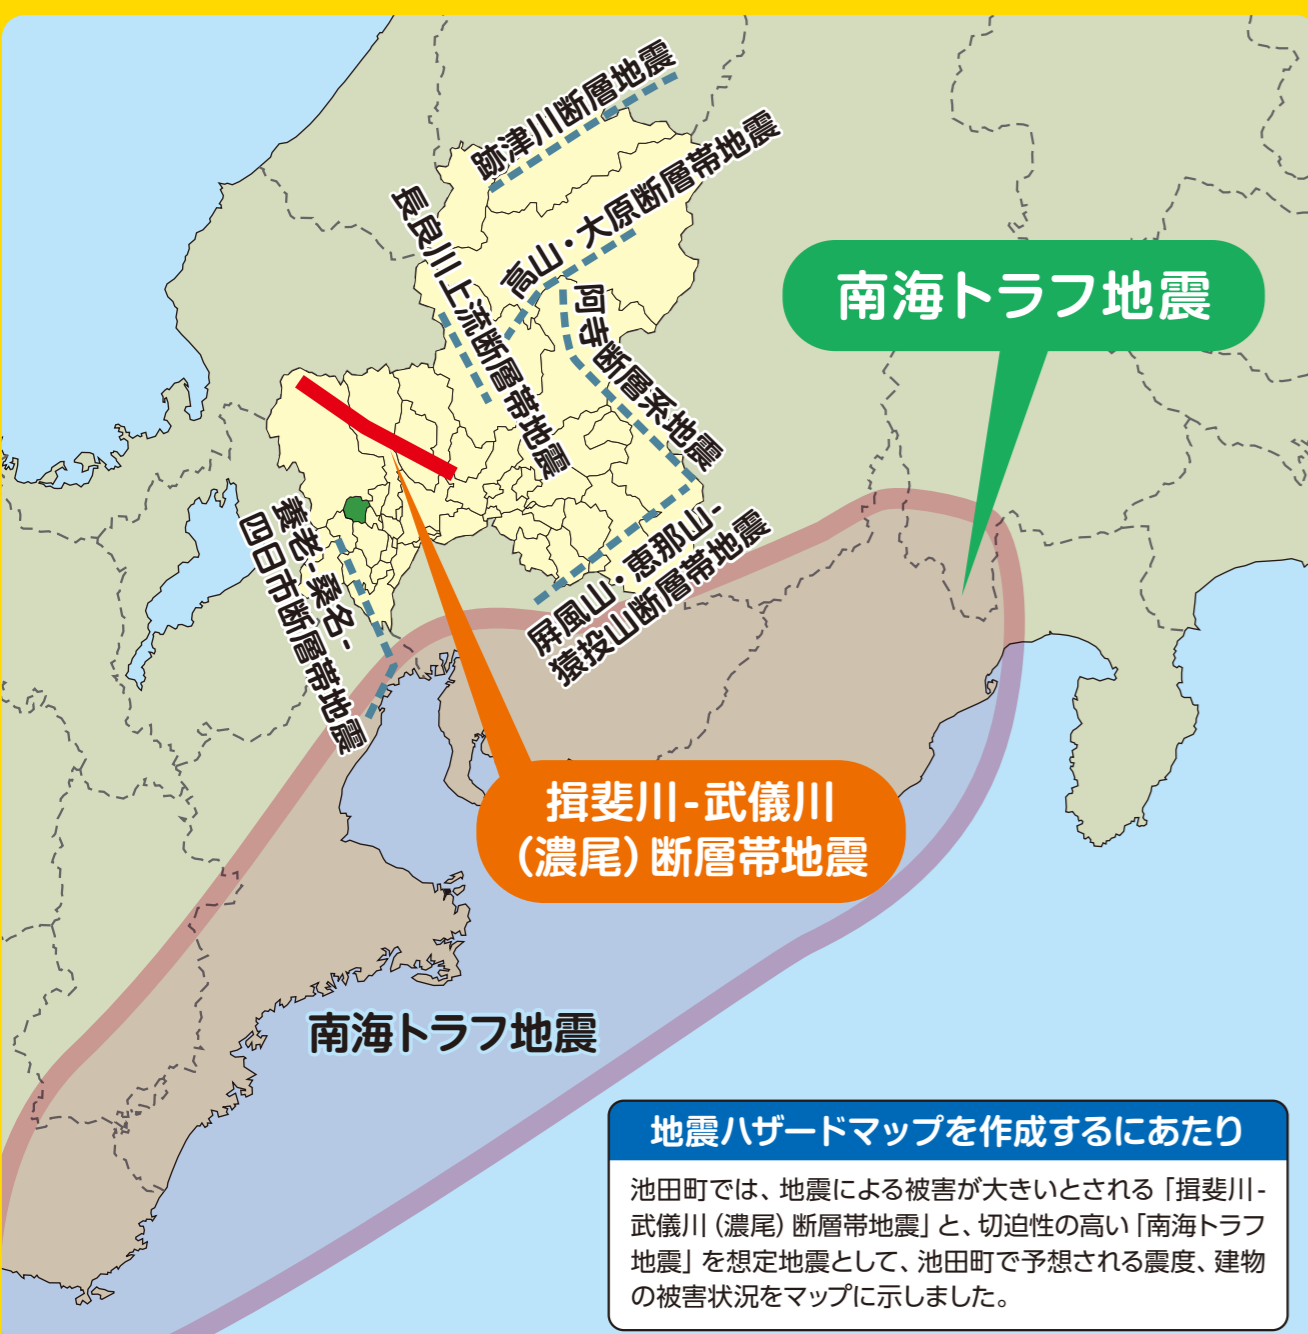 跡津川断層地震
高山・大原断層帯地震
長良川上流断層帯地震
阿寺断層系地震
南海トラフ地震
養老-桑名-
四日市断層帯地震
屏風山・恵那山-
猿投山断層帯地震
揖斐川-武儀川
（濃尾）断層帯地震
南海トラフ地震
地震ハザードマップを作成するにあたり
池田町では、地震による被害が大きいとされる「揖斐川-
武儀川（濃尾）断層帯地震」と、切迫性の高い「南海トラフ
地震」を想定地震として、池田町で予想される震度、建物
の被害状況をマップに示しました。